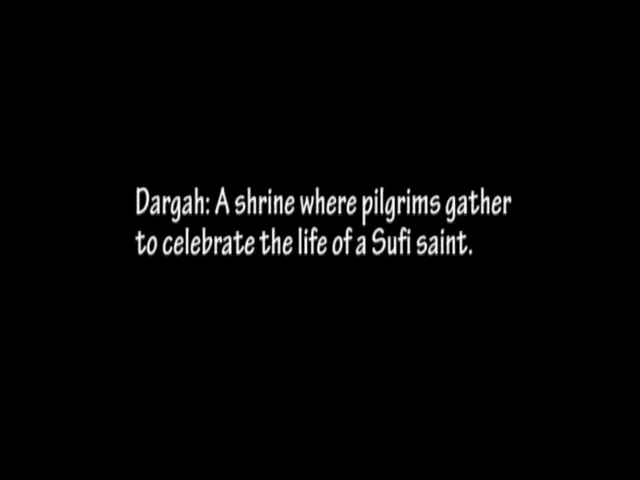 Dargah: A shrine where pilgrims gather
to celebrate the life of a Sufi saint.